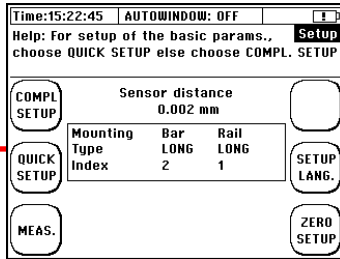 Time:15:22:45 AUTOWINDOW: OFF !
Help: For setup of the basic params., Setup
choose QUICK SETUP else choose COMPL. SETUP
COMPL
SETUP
Sensor distance
0.002 mm
Mounting Bar Rail
Type LONG LONG
Index 2 1
QUICK
SETUP
SETUP
LANG.
MEAS.
ZERO
SETUP